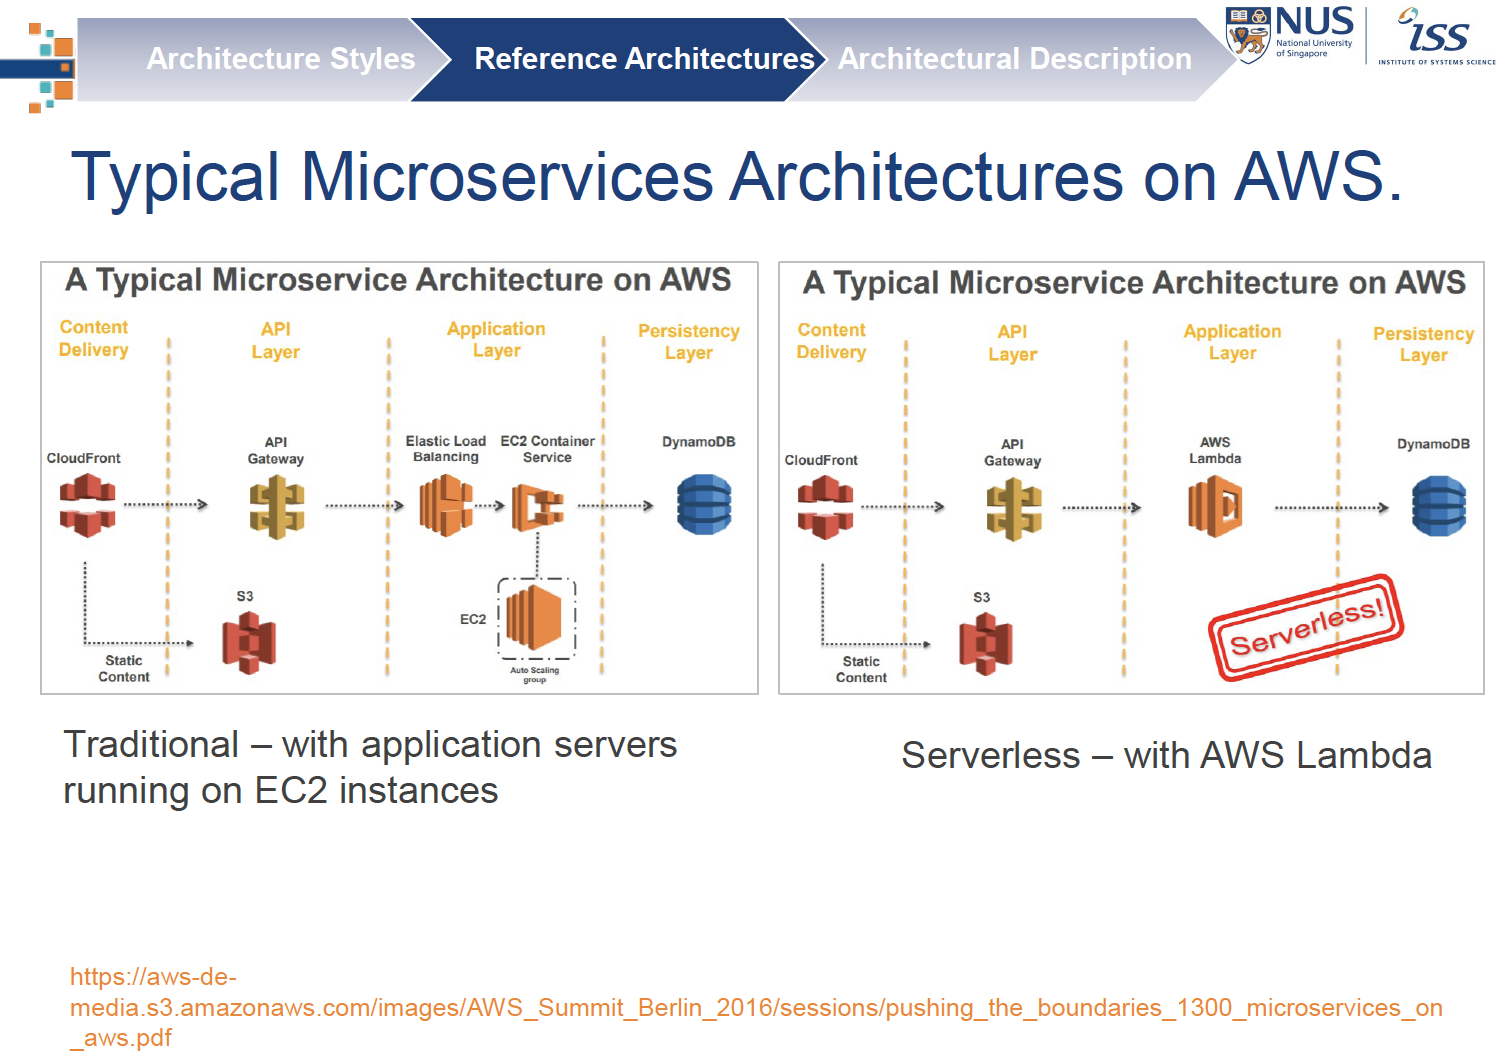 Architecture Styles
Reference Architectures
Architectural Description
NUS
National University
of Singapore
ISS
INSTITUTE OF SYSTEMS SCIENCE
Typical Microservices Architectures on AWS.
A Typical Microservice Architecture on AWS
Content
Delivery
API
Layer
Application
Layer
Persistency
Layer
CloudFront
API
Gateway
Elastic Load
Balancing
EC2 Container
Service
DynamoDB
S3
EC2
Static
Content
Auto Scaling
group
A Typical Microservice Architecture on AWS
Content
Delivery
API
Layer
Application
Layer
Persistency
Layer
CloudFront
API
Gateway
AWS
Lambda
DynamoDB
S3
Static
Content
Serverless!
Traditional – with application servers
running on EC2 instances
Serverless – with AWS Lambda
https://aws-de-
media.s3.amazonaws.com/images/AWS_Summit_Berlin_2016/sessions/pushing_the_boundaries_1300_microservices_on
_aws.pdf